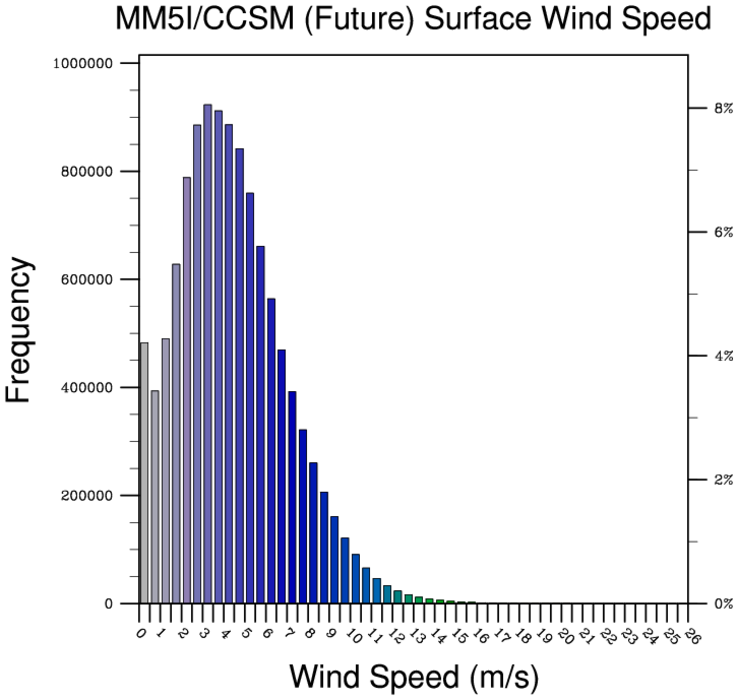 MM5I/CCSM (Future) Surface Wind Speed
Frequency
1000000
800000
600000
400000
200000
0
8%
6%
4%
2%
0%
0 1 2 3 4 5 6 7 8 9 10 11 12 13 14 15 16 17 18 19 20 21 22 23 24 25 26
Wind Speed (m/s)